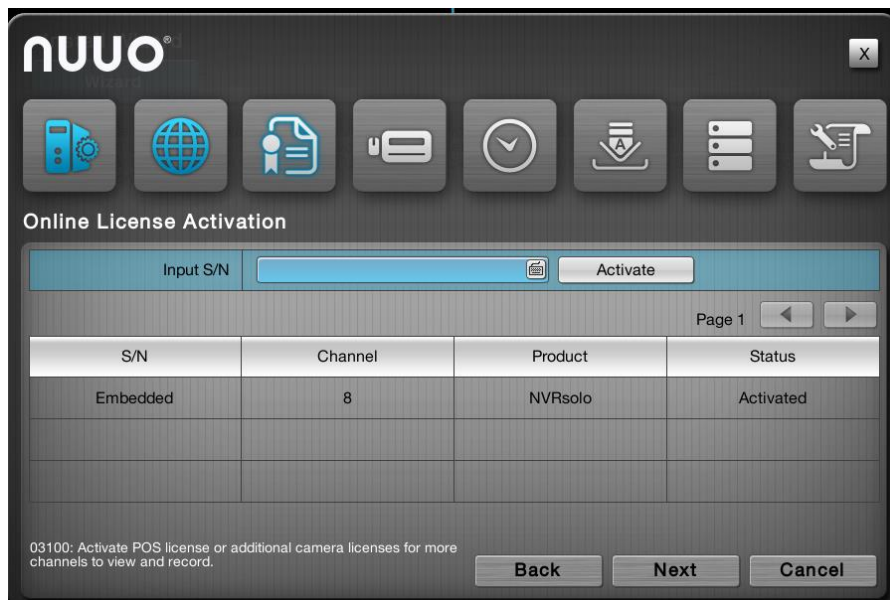 nuuo®
Wizard
X
A
Online License Activation
Input S/N
Activate
Page 1
S/N Channel Product Status
Embedded 8 NVRsolo Activated
03100: Activate POS license or additional camera licenses for more
channels to view and record.
Back Next Cancel